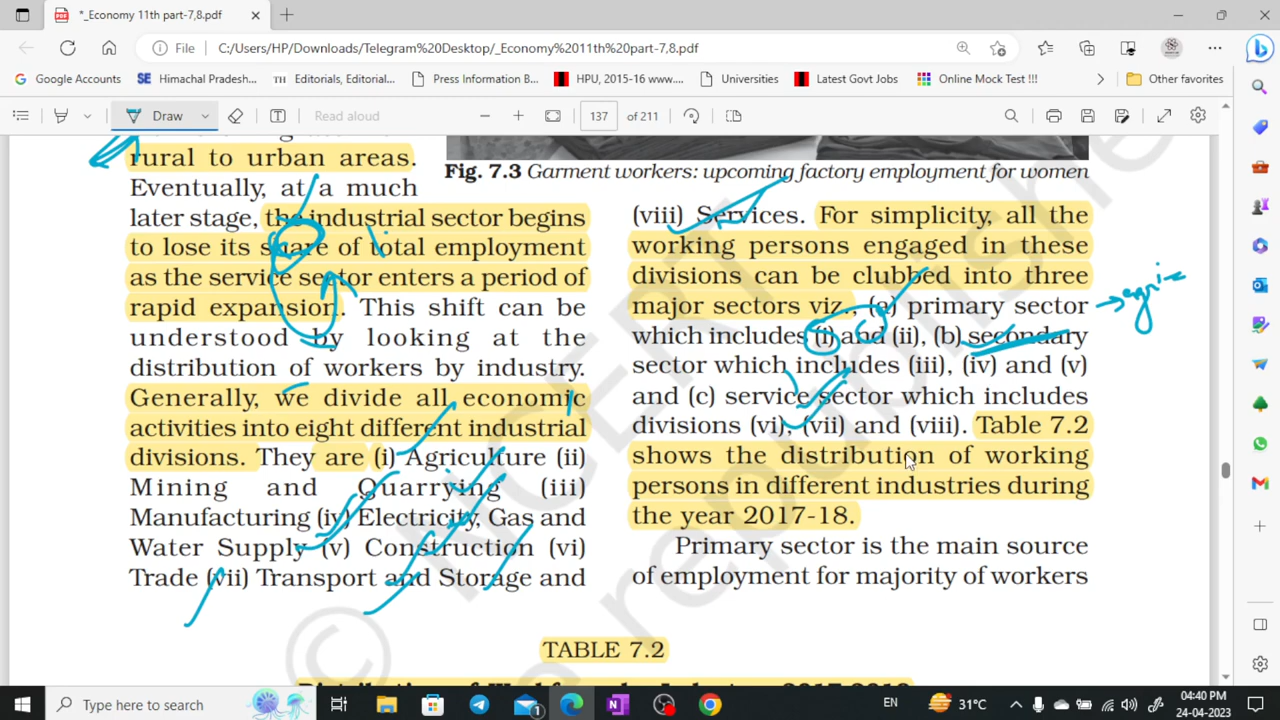 *_Economy 11th part-7,8.pdf
File C:/Users/HP/Downloads/Telegram%20Desktop/_Economy%2011th%20part-7,8.pdf
Google Accounts
Himachal Pradesh...
Editorials, Editorial...
Press Information B...
HPU, 2015-16 www....
Universities
Latest Govt Jobs
Online Mock Test !!!
Other favorites
Draw
Read aloud
137 of 211
rural to urban areas.
Eventually, at a much
later stage, the industrial sector begins
to lose its share of total employment
as the service sector enters a period of
rapid expansion. This shift can be
understood by looking at the
distribution of workers by industry.
Generally, we divide all economic
activities into eight different industrial
divisions. They are (i) Agriculture (ii)
Mining and Quarrying (iii)
Manufacturing (iv) Electricity, Gas and
Water Supply (v) Construction (vi)
Trade (vii) Transport and Storage and
Fig. 7.3 Garment workers: upcoming factory employment for women
(viii) Services. For simplicity, all the
working persons engaged in these
divisions can be clubbed into three
major sectors viz., (a) primary sector
which includes (i) and (ii), (b) secondary
sector which includes (iii), (iv) and (v)
and (c) service sector which includes
divisions (vi), (vii) and (viii). Table 7.2
shows the distribution of working
persons in different industries during
the year 2017-18.
Primary sector is the main source
of employment for majority of workers
© NCERT
TABLE 7.2
Type here to search
31°C
EN
04:40 PM
24-04-2023